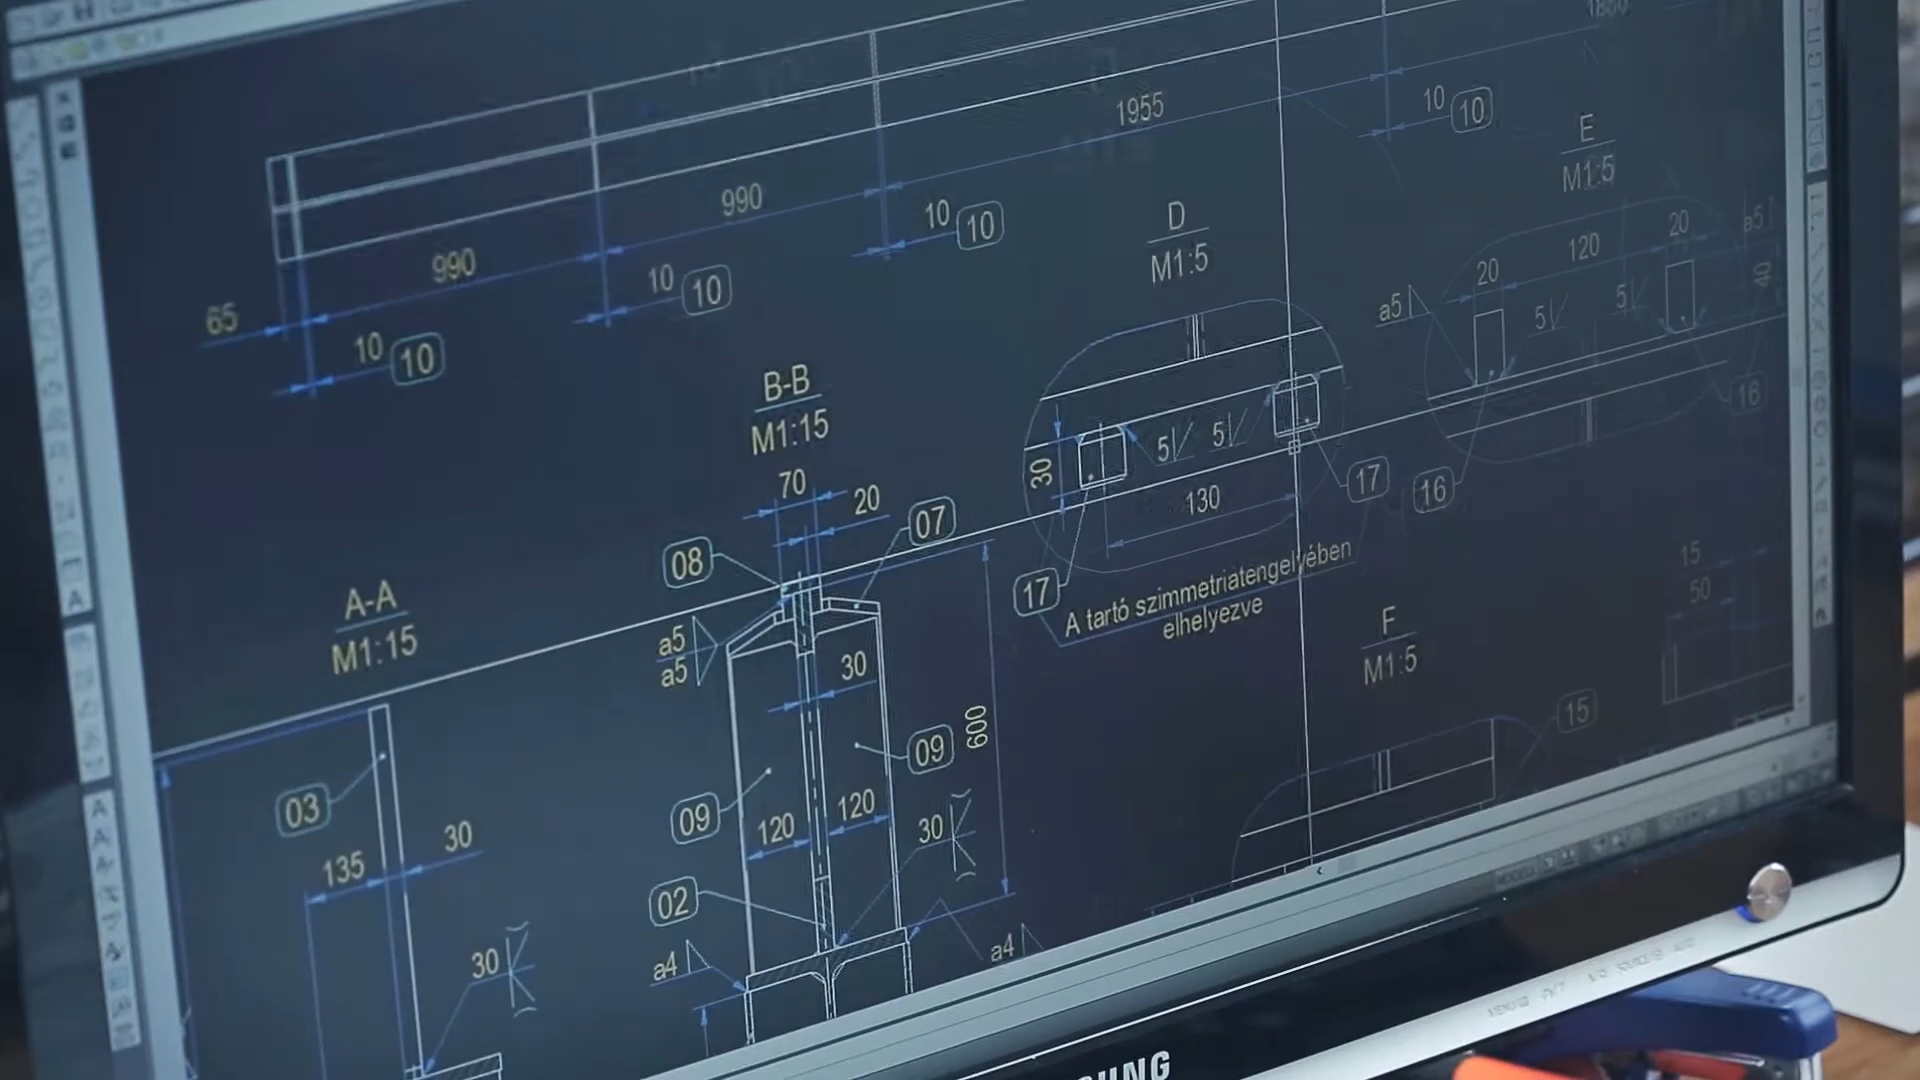 1955
10 10
E
M1:5
990
10 10
D
M1:5
20
120
20
a5
990
10 10
a5
5
5
40
65
10 10
B-B
M1:15
16
30
5
5
17
16
130
70
20
07
08
17
A tartó szimmetriatengelyében
elhelyezve
15
50
A-A
M1:15
a5
a5
30
F
M1:5
600
15
03
09
09
120
120
30
135
30
02
30
a4
a4